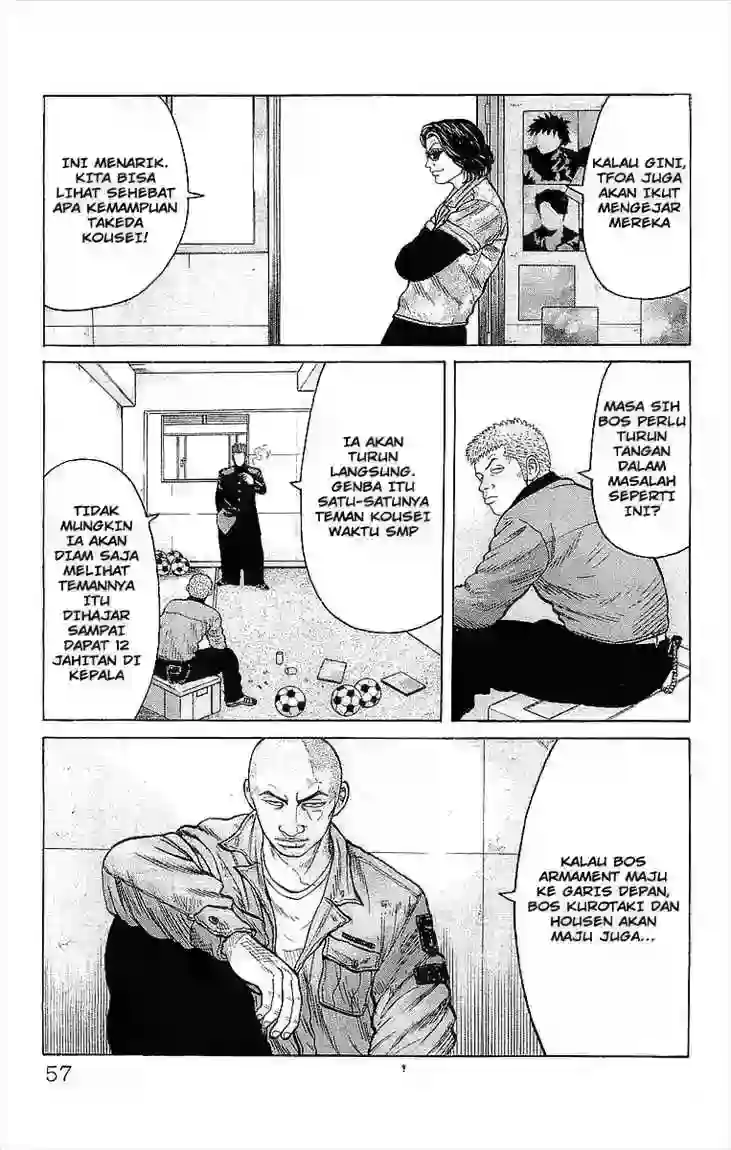 KALAU GINI,
TFOA JUGA
AKAN IKUT
MENGEJAR
MEREKA
INI MENARIK.
KITA BISA
LIHAT SEHEBAT
APA KEMAMPUAN
TAKEDA
KOUSEI!
MASA SIH
BOS PERLU
TURUN
TANGAN
DALAM
MASALAH
SEPERTI
INI?
IA AKAN
TURUN
LANGSUNG.
GENBA ITU
SATU-SATUNYA
TEMAN KOUSEI
WAKTU SMP
TIDAK
MUNGKIN
IA AKAN
DIAM SAJA
MELIHAT
TEMANNYA
ITU
DIHAJAR
SAMPAI
DAPAT 12
JAHITAN DI
KEPALA
KALAU BOS
ARMAMENT MAJU
KE GARIS DEPAN,
BOS KUROTAKI DAN
HOUSEN AKAN
MAJU JUGA...
57